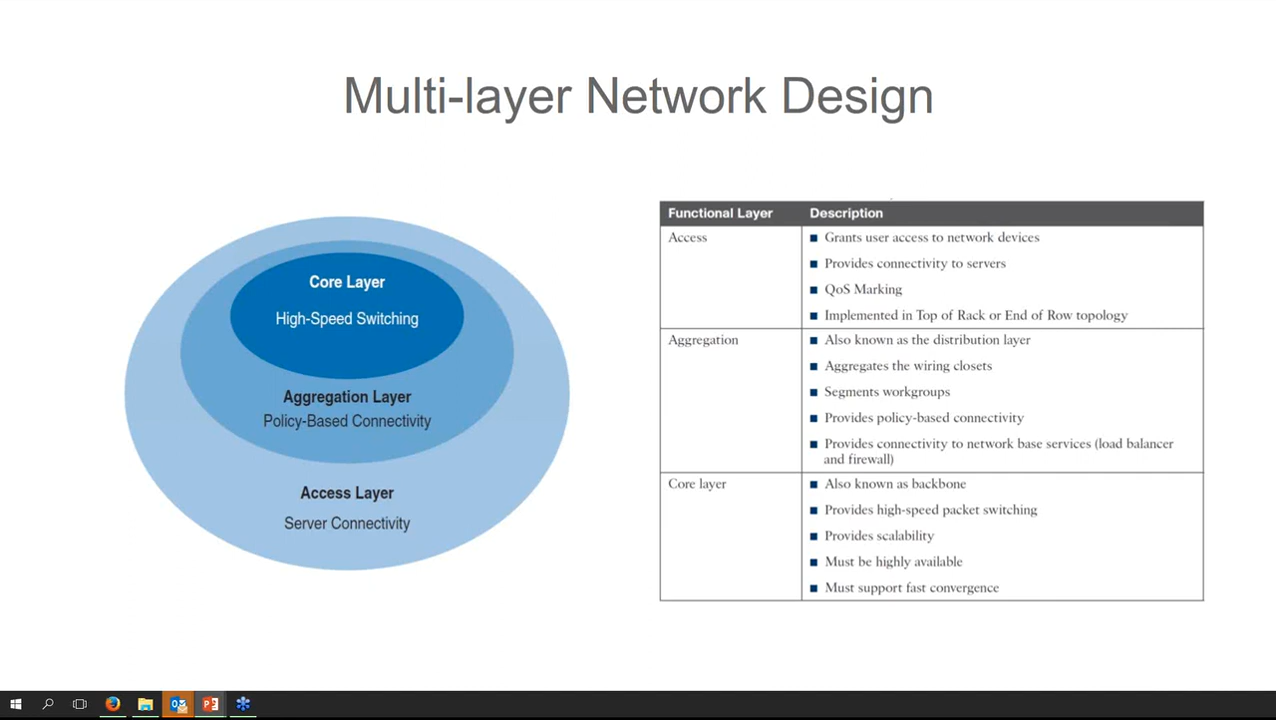 Multi-layer Network Design
Core Layer
High-Speed Switching
Aggregation Layer
Policy-Based Connectivity
Access Layer
Server Connectivity
Functional Layer Description
Access
■ Grants user access to network devices
■ Provides connectivity to servers
■ QoS Marking
■ Implemented in Top of Rack or End of Row topology
Aggregation
■ Also known as the distribution layer
■ Aggregates the wiring closets
■ Segments workgroups
■ Provides policy-based connectivity
■ Provides connectivity to network base services (load balancer
and firewall)
Core layer
■ Also known as backbone
■ Provides high-speed packet switching
■ Provides scalability
■ Must be highly available
■ Must support fast convergence